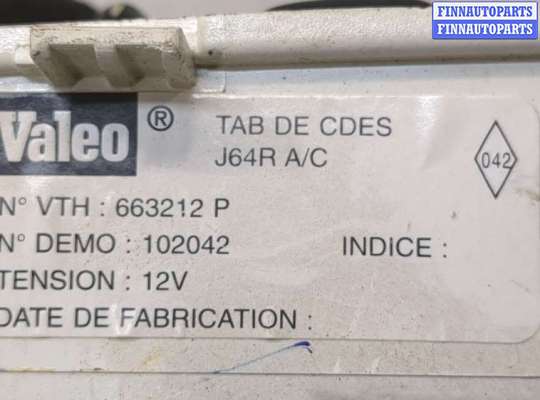 FINNAUTOPARTS
FINNAUTOPARTS
Valeo ® TAB DE CDES
J64R A/C
042
N° VTH : 663212 P
N° DEMO : 102042 INDICE :
TENSION : 12V
DATE DE FABRICATION :